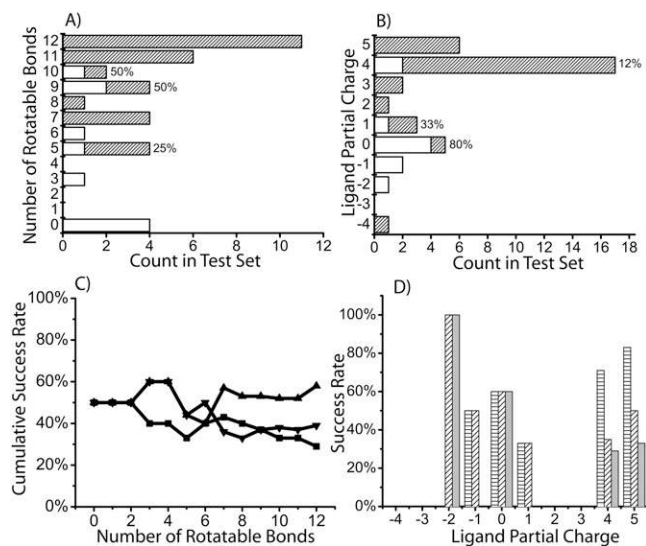 A)
Number of Rotatable Bonds
12
11
10
9
8
7
6
5
4
3
2
1
0
50%
50%
25%
0 2 4 6 8 10 12
Count in Test Set
B)
Ligand Partial Charge
5
4
3
2
1
0
-1
-2
-3
-4
12%
33%
80%
0 2 4 6 8 10 12 14 16 18
Count in Test Set
C)
Cumulative Success Rate
100%
80%
60%
40%
20%
0%
0 2 4 6 8 10 12
Number of Rotatable Bonds
D)
Success Rate
100%
80%
60%
40%
20%
0%
-4 -3 -2 -1 0 1 2 3 4 5
Ligand Partial Charge